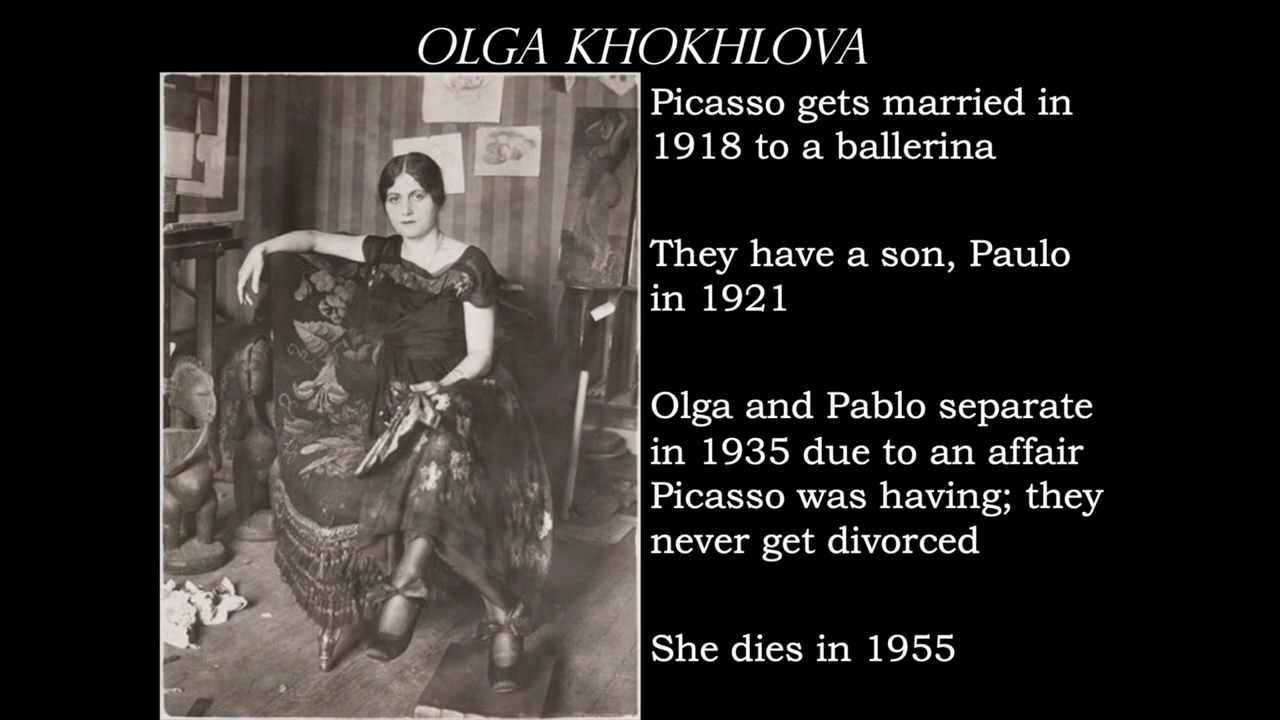 OLGA KHOKHLOVA
Picasso gets married in
1918 to a ballerina
They have a son, Paulo
in 1921
Olga and Pablo separate
in 1935 due to an affair
Picasso was having; they
never get divorced
She dies in 1955